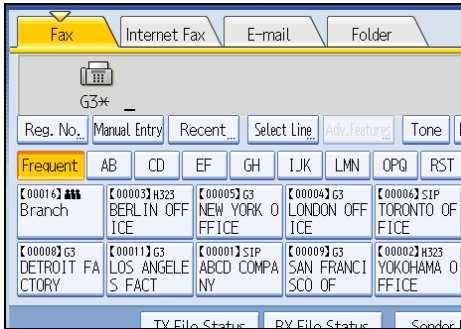 Fax Internet Fax E-mail Folder
G3* _
Reg. No. Manual Entry Recent Select Line Adv.Features Tone
Frequent AB CD EF GH IJK LMN OPQ RST
【00016】 【00003】H323 【00005】G3 【00004】G3 【00006】SIP
Branch BERLIN OFF NEW YORK O LONDON OFF TORONTO OF
ICE FFICE ICE FICE
【00008】G3 【00011】G3 【00001】SIP 【00009】G3 【00002】H323
DETROIT FA LOS ANGELE ABCD COMPA SAN FRANCI YOKOHAMA O
CTORY S FACT NY SCO OF FFICE
TX File Status RX File Status Sender